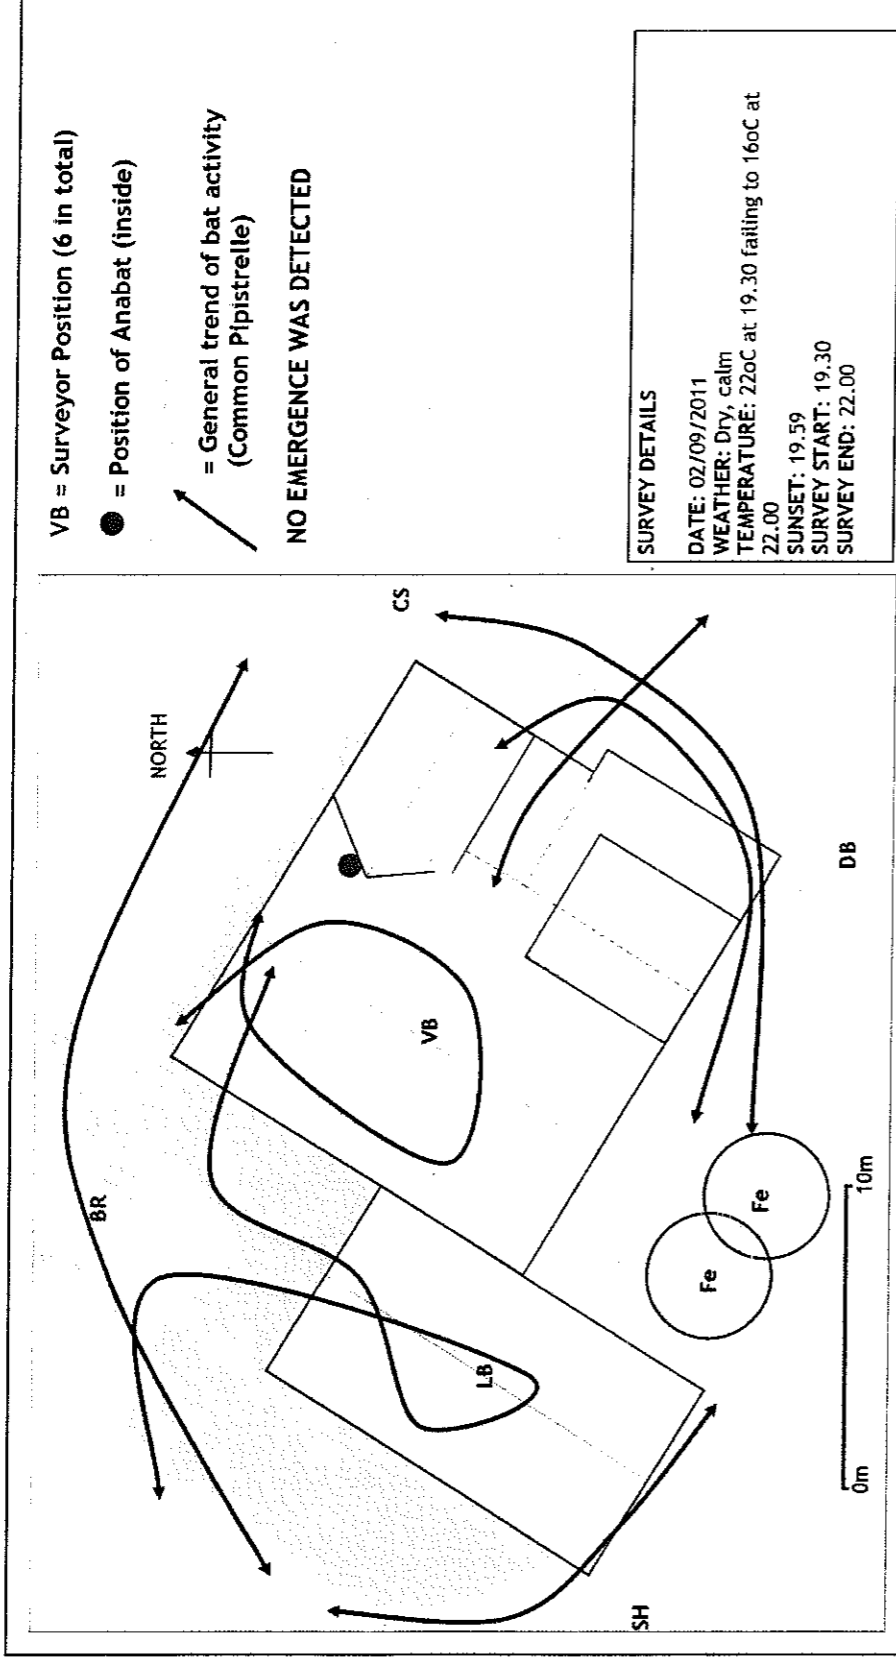 VB = Surveyor Position (6 in total)
= Position of Anabat (inside)
= General trend of bat activity
(Common Pipistrelle)
NO EMERGENCE WAS DETECTED
NORTH
CS
BR
VB
LB
DB
SH
Fe
Fe
0m
10m
SURVEY DETAILS
DATE: 02/09/2011
WEATHER: Dry, calm
TEMPERATURE: 22oC at 19.30 failing to 16oC at
22.00
SUNSET: 19.59
SURVEY START: 19.30
SURVEY END: 22.00